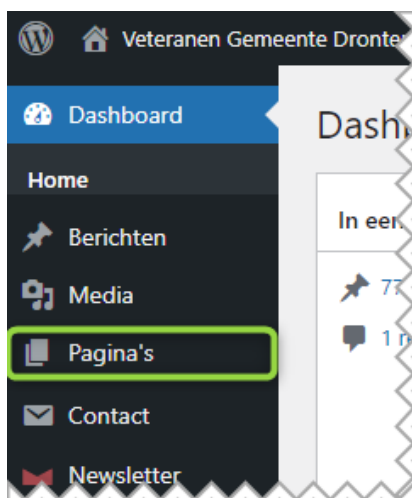 Veteranen Gemeente Dronte
Dashboard
Dash
Home
In een
Berichten
77
Media
1 r
Pagina's
Contact
Newsletter